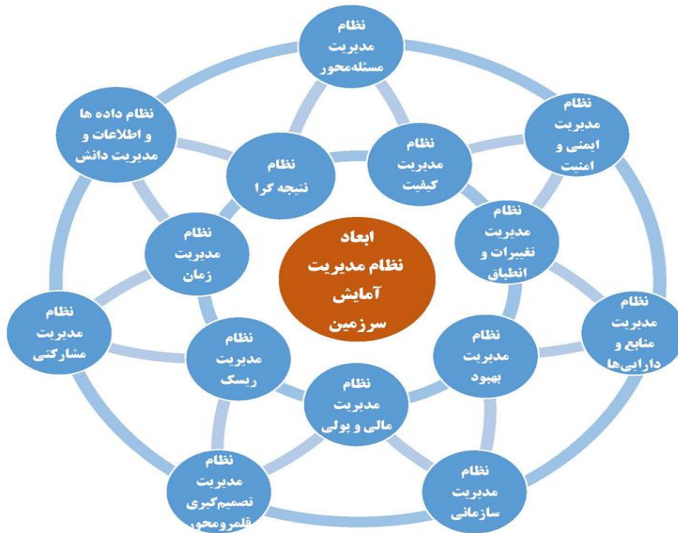 نظام
مدیریت
مسئله‌محور
نظام داده ها
و اطلاعات و
مدیریت دانش
نظام
مدیریت
ایمنی و
امنیت
نظام
نتیجه گرا
نظام
مدیریت
کیفیت
نظام
مدیریت
زمان
ابعاد
نظام مدیریت
آمایش
سرزمین
نظام
مدیریت
تغییرات و
انطباق
نظام
مدیریت
مشارکتی
نظام
مدیریت
منابع و
دارایی‌ها
نظام
مدیریت
ریسک
نظام
مدیریت
بهبود
نظام
مدیریت
مالی و پولی
نظام
مدیریت
تصمیم‌گیری
قلمرومحور
نظام
مدیریت
سازمانی